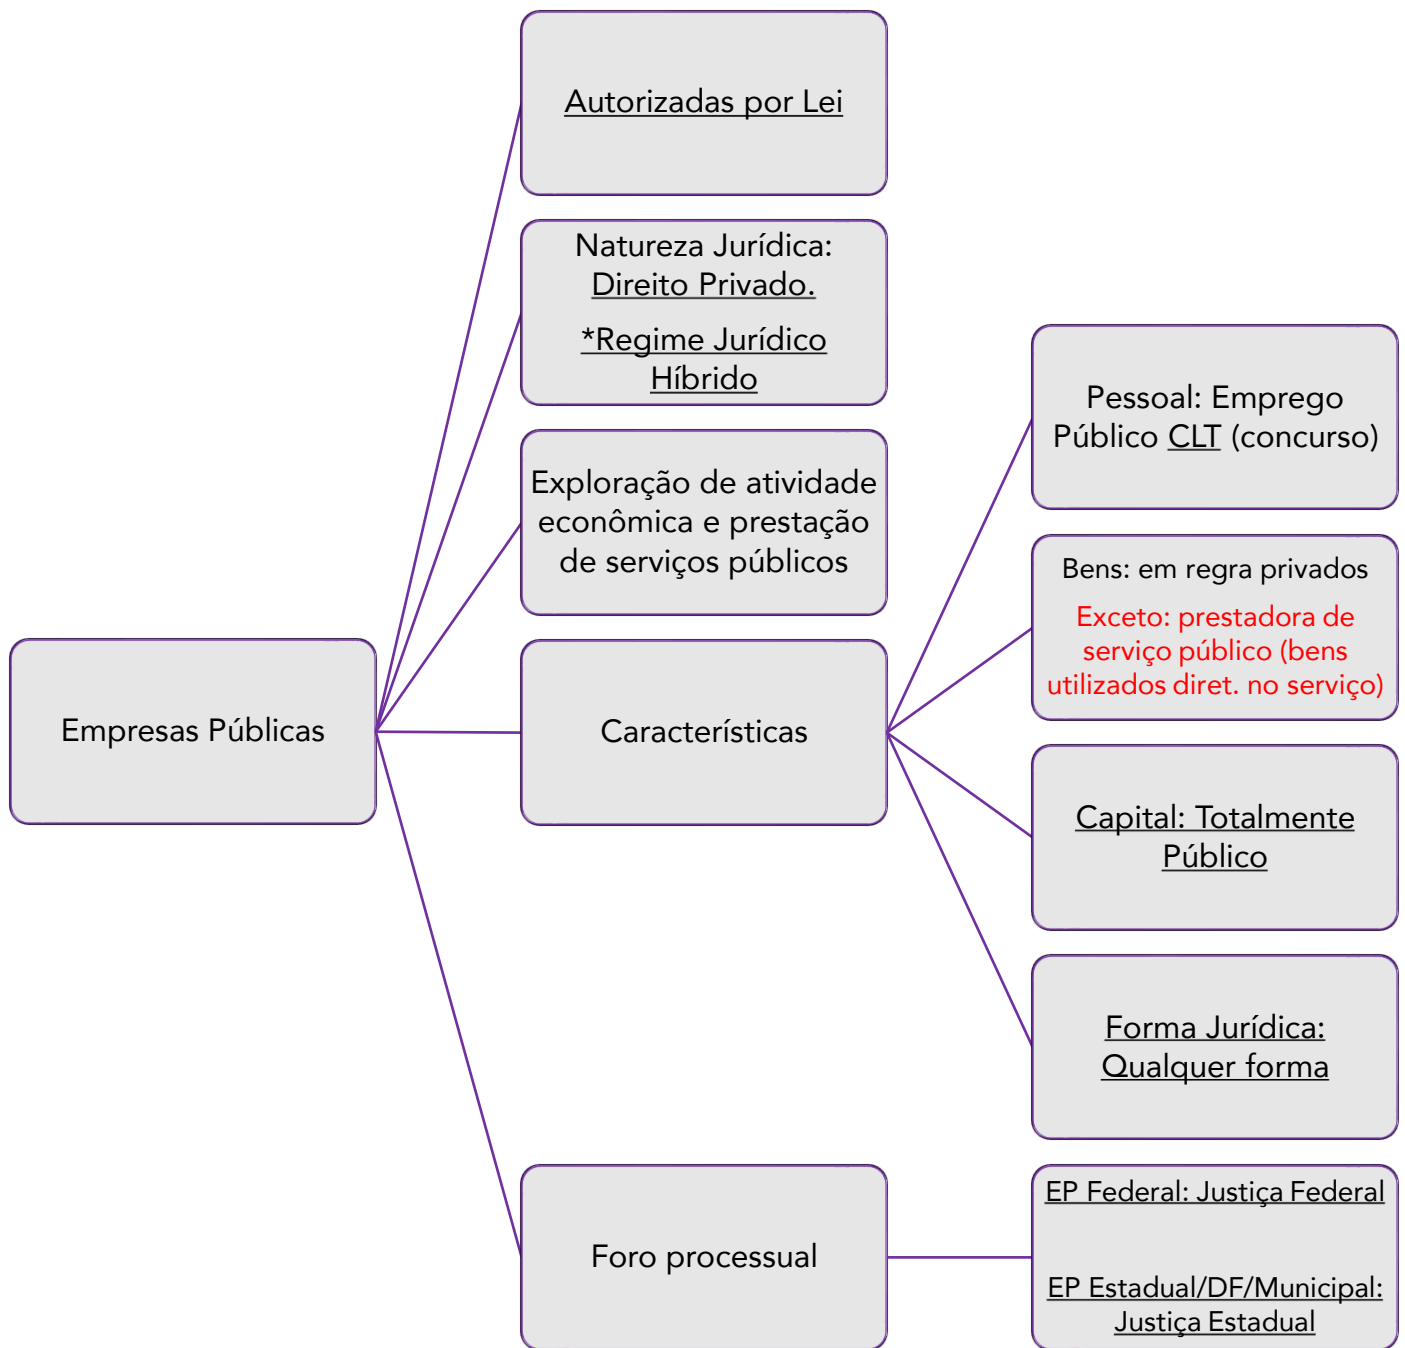 Autorizadas por Lei
Natureza Jurídica:
Direito Privado.
*Regime Jurídico
Híbrido
Exploração de atividade
econômica e prestação
de serviços públicos
Empresas Públicas
Características
Pessoal: Emprego
Público CLT (concurso)
Bens: em regra privados
Exceto: prestadora de
serviço público (bens
utilizados diret. no serviço)
Capital: Totalmente
Público
Forma Jurídica:
Qualquer forma
Foro processual
EP Federal: Justiça Federal
EP Estadual/DF/Municipal:
Justiça Estadual